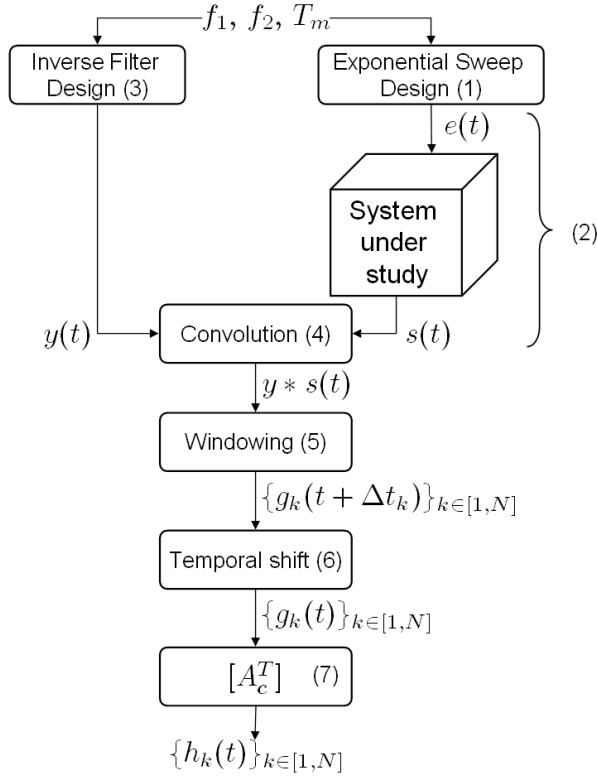 f₁, f₂, Tₘ
Inverse Filter
Design (3)
Exponential Sweep
Design (1)
e(t)
System
under
study
(2)
y(t)
Convolution (4)
s(t)
y ∗ s(t)
Windowing (5)
{gₖ(t + Δtₖ)}ₖ∈[1,N]
Temporal shift (6)
{gₖ(t)}ₖ∈[1,N]
[A_c^T] (7)
{hₖ(t)}ₖ∈[1,N]